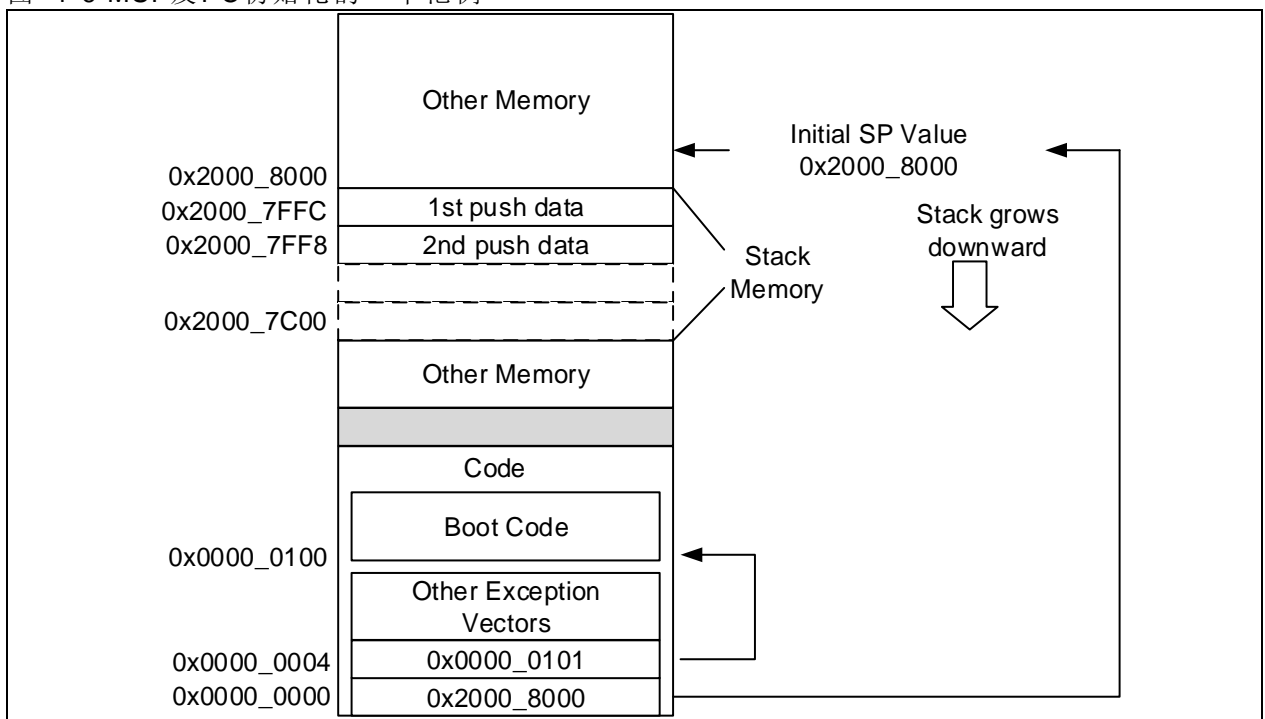 Other Memory
Initial SP Value
0x2000_8000
0x2000_8000
0x2000_7FFC
1st push data
Stack grows
downward
0x2000_7FF8
2nd push data
Stack
Memory
0x2000_7C00
Other Memory
Code
Boot Code
0x0000_0100
Other Exception
Vectors
0x0000_0004
0x0000_0101
0x0000_0000
0x2000_8000